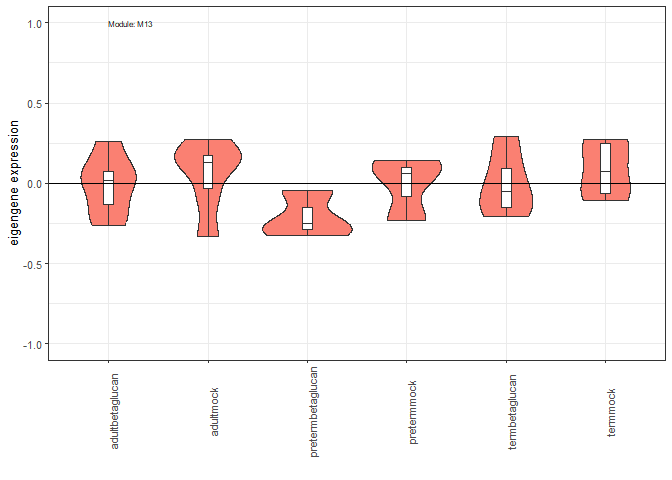 Module: M13
1.0
0.5
0.0
-0.5
-1.0
eigengene expression
adultbetaglucan
adultmock
pretermbetaglucan
pretermmock
termbetaglucan
termmock